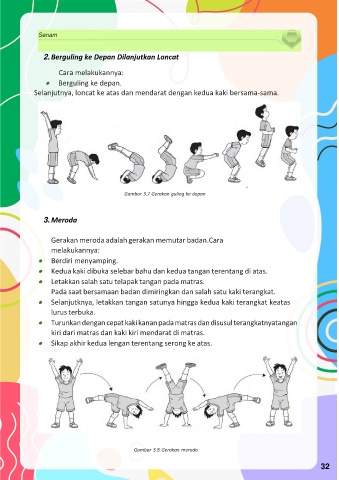 Senam
2. Berguling ke Depan Dilanjutkan Loncat
Cara melakukannya:
Berguling ke depan.
Selanjutnya, loncat ke atas dan mendarat dengan kedua kaki bersama-sama.
Gambar 3.7 Gerakan guling ke depan
3. Meroda
Gerakan meroda adalah gerakan memutar badan.Cara
melakukannya:
Berdiri menyamping.
Kedua kaki dibuka selebar bahu dan kedua tangan terentang di atas.
Letakkan salah satu telapak tangan pada matras.
Pada saat bersamaan badan dimiringkan dan salah satu kaki terangkat.
Selanjutknya, letakkan tangan satunya hingga kedua kaki terangkat keatas
lurus terbuka.
Turunkan dengan cepat kaki kanan pada matras dan disusul terangkatnyatangan
kiri dari matras dan kaki kiri mendarat di matras.
Sikap akhir kedua lengan terentang serong ke atas.
Gambar 3.8 Gerakan meroda
32